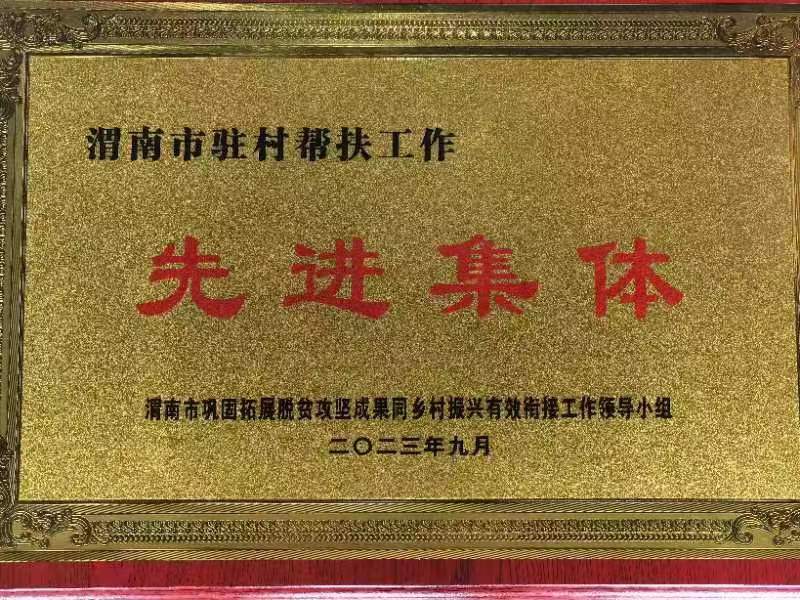 渭南市驻村帮扶工作
先进集体
渭南市巩固拓展脱贫攻坚成果同乡村振兴有效衔接工作领导小组
二〇二三年九月